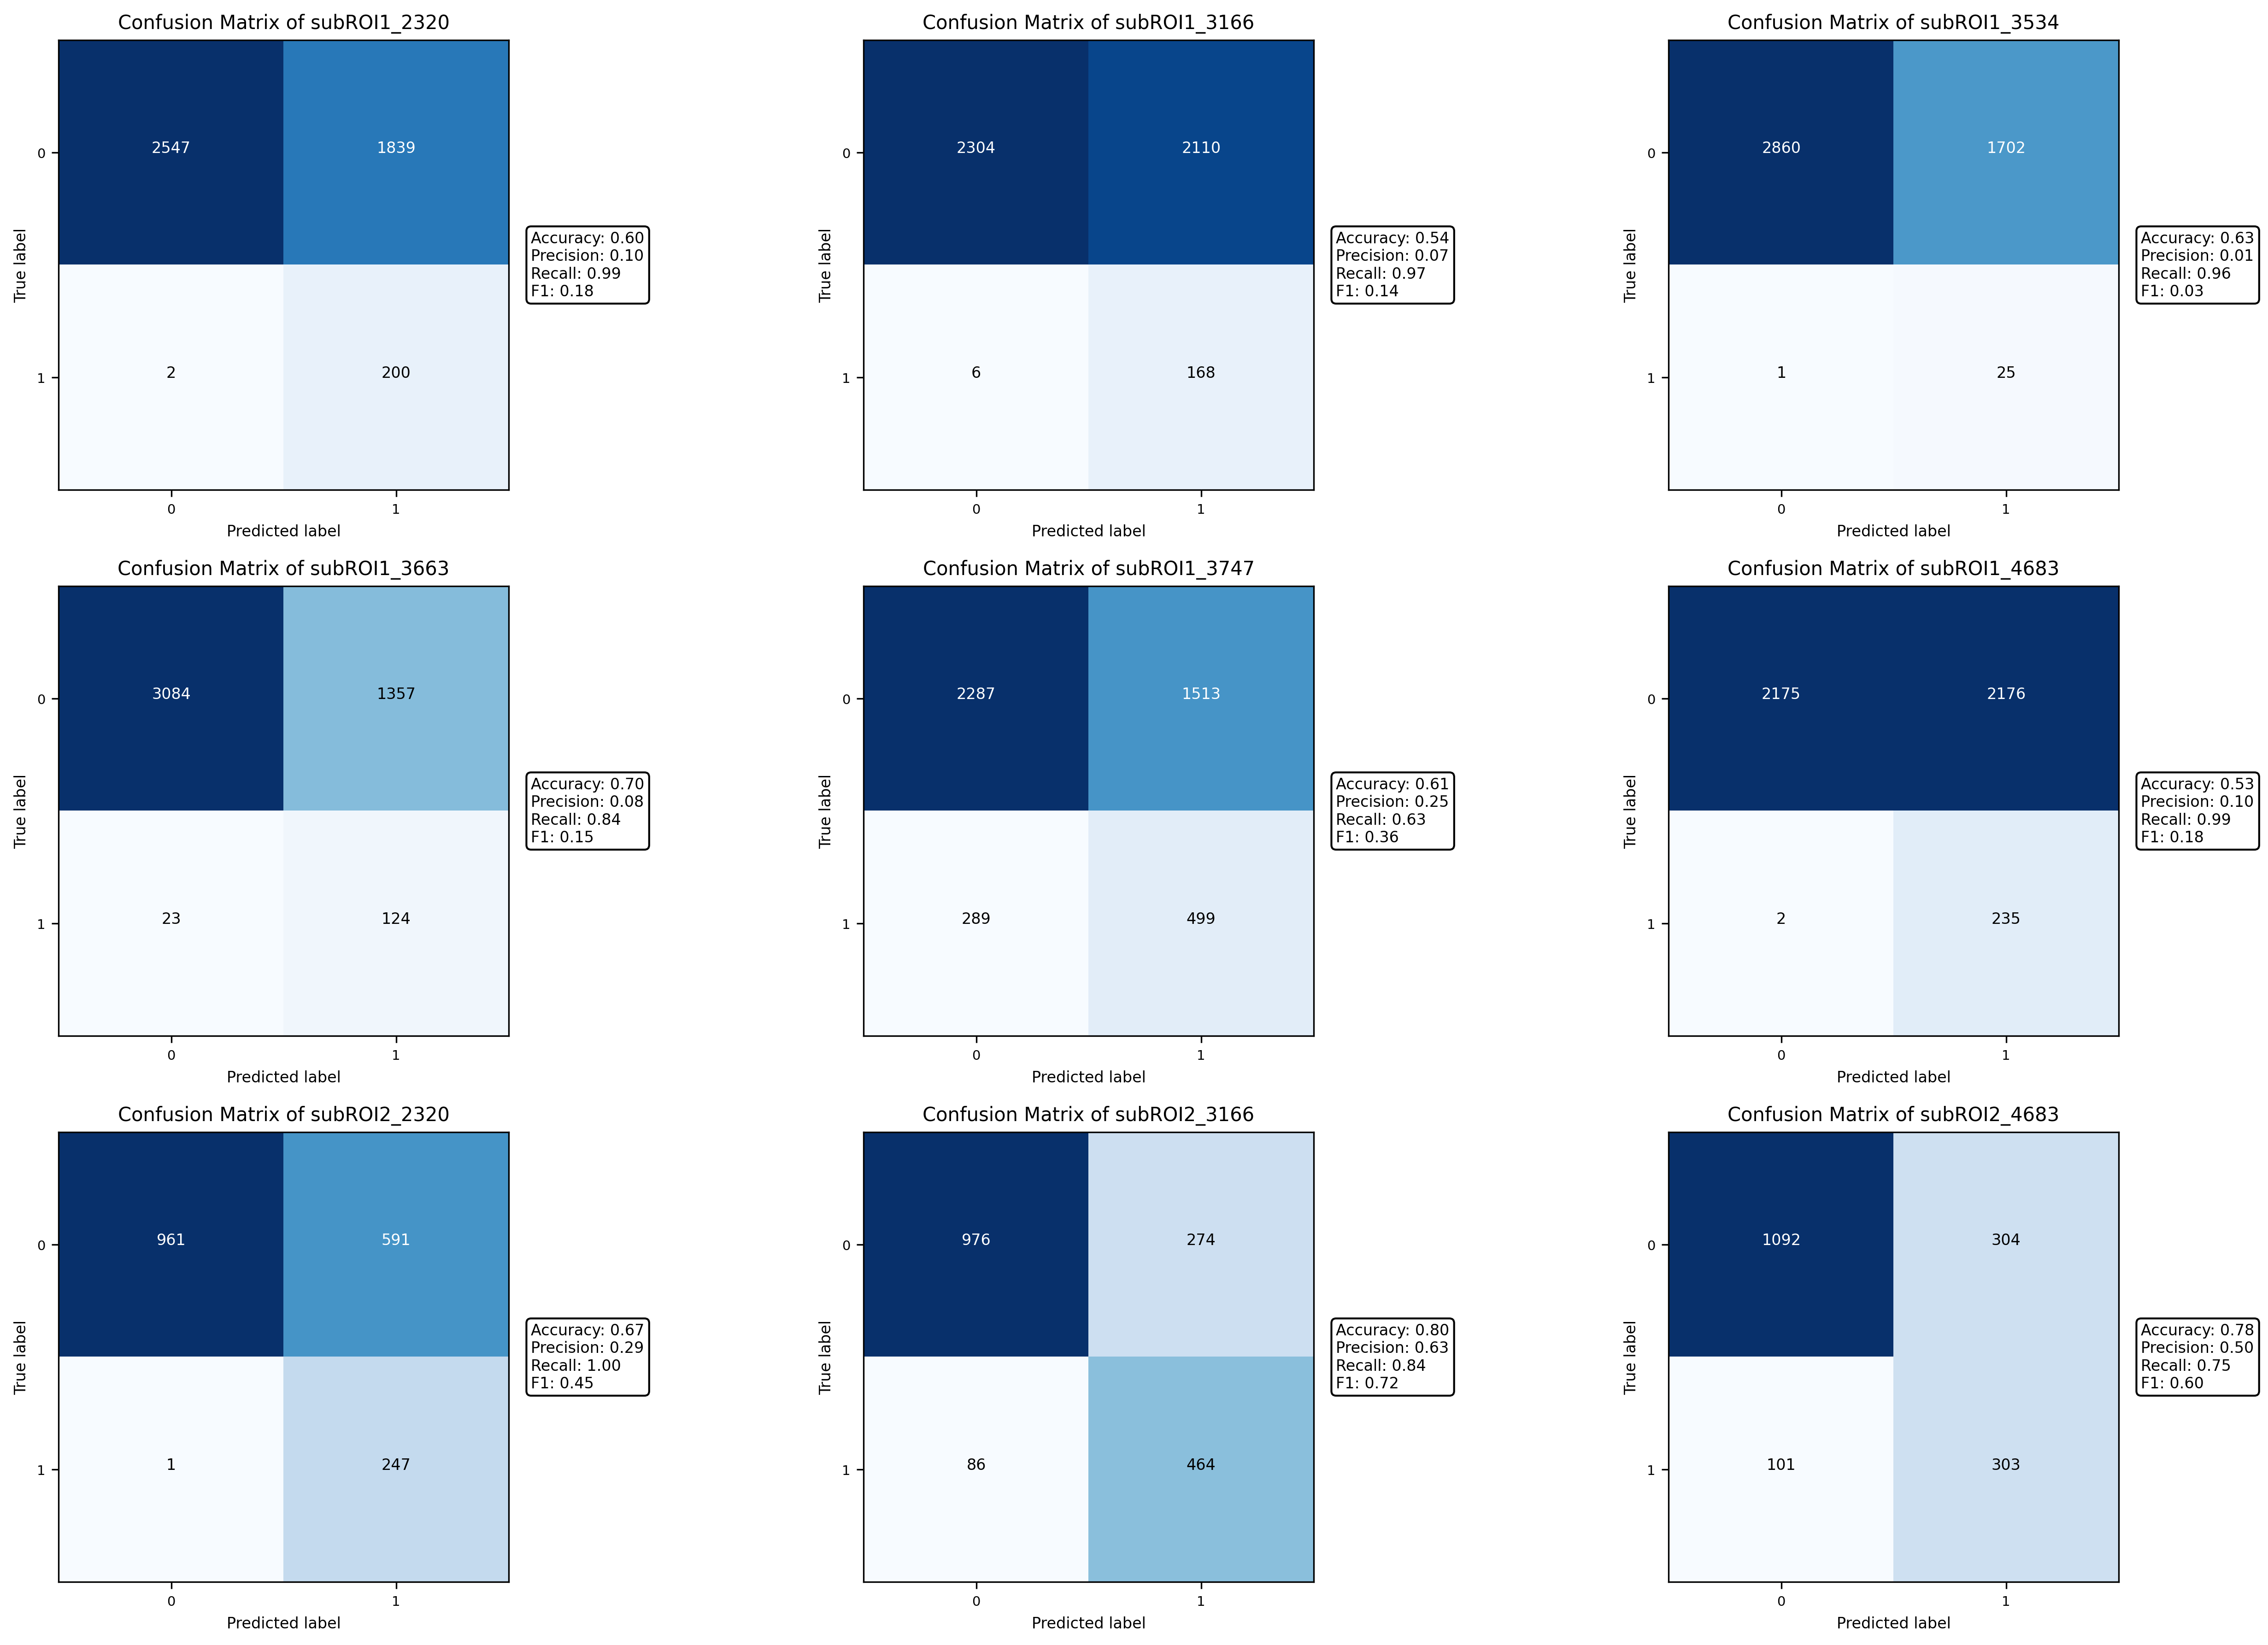 Confusion Matrix of subROI1_2320
True label
0
2547
1839
1
2
200
0
1
Predicted label
Accuracy: 0.60
Precision: 0.10
Recall: 0.99
F1: 0.18
Confusion Matrix of subROI1_3166
True label
0
2304
2110
1
6
168
0
1
Predicted label
Accuracy: 0.54
Precision: 0.07
Recall: 0.97
F1: 0.14
Confusion Matrix of subROI1_3534
True label
0
2860
1702
1
1
25
0
1
Predicted label
Accuracy: 0.63
Precision: 0.01
Recall: 0.96
F1: 0.03
Confusion Matrix of subROI1_3663
True label
0
3084
1357
1
23
124
0
1
Predicted label
Accuracy: 0.70
Precision: 0.08
Recall: 0.84
F1: 0.15
Confusion Matrix of subROI1_3747
True label
0
2287
1513
1
289
499
0
1
Predicted label
Accuracy: 0.61
Precision: 0.25
Recall: 0.63
F1: 0.36
Confusion Matrix of subROI1_4683
True label
0
2175
2176
1
2
235
0
1
Predicted label
Accuracy: 0.53
Precision: 0.10
Recall: 0.99
F1: 0.18
Confusion Matrix of subROI2_2320
True label
0
961
591
1
1
247
0
1
Predicted label
Accuracy: 0.67
Precision: 0.29
Recall: 1.00
F1: 0.45
Confusion Matrix of subROI2_3166
True label
0
976
274
1
86
464
0
1
Predicted label
Accuracy: 0.80
Precision: 0.63
Recall: 0.84
F1: 0.72
Confusion Matrix of subROI2_4683
True label
0
1092
304
1
101
303
0
1
Predicted label
Accuracy: 0.78
Precision: 0.50
Recall: 0.75
F1: 0.60